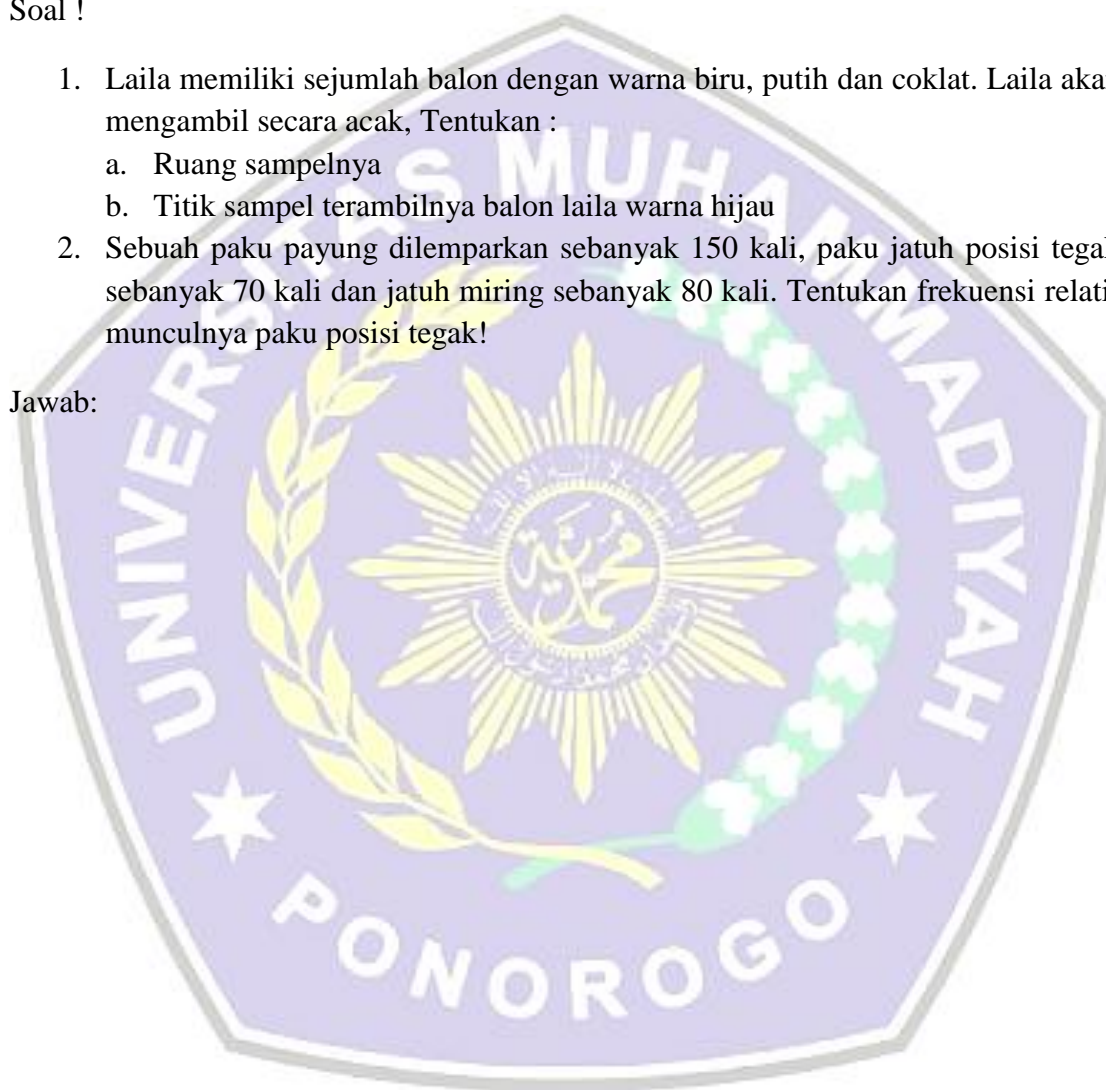 Soal !
1. Laila memiliki sejumlah balon dengan warna biru, putih dan coklat. Laila aka
mengambil secara acak, Tentukan :
a. Ruang sampelnya
b. Titik sampel terambilnya balon laila warna hijau
2. Sebuah paku payung dilemparkan sebanyak 150 kali, paku jatuh posisi tega
sebanyak 70 kali dan jatuh miring sebanyak 80 kali. Tentukan frekuensi relati
munculnya paku posisi tegak!
Jawab:
UNIVERSITAS MUHAMMADIYAH
PONOROGO